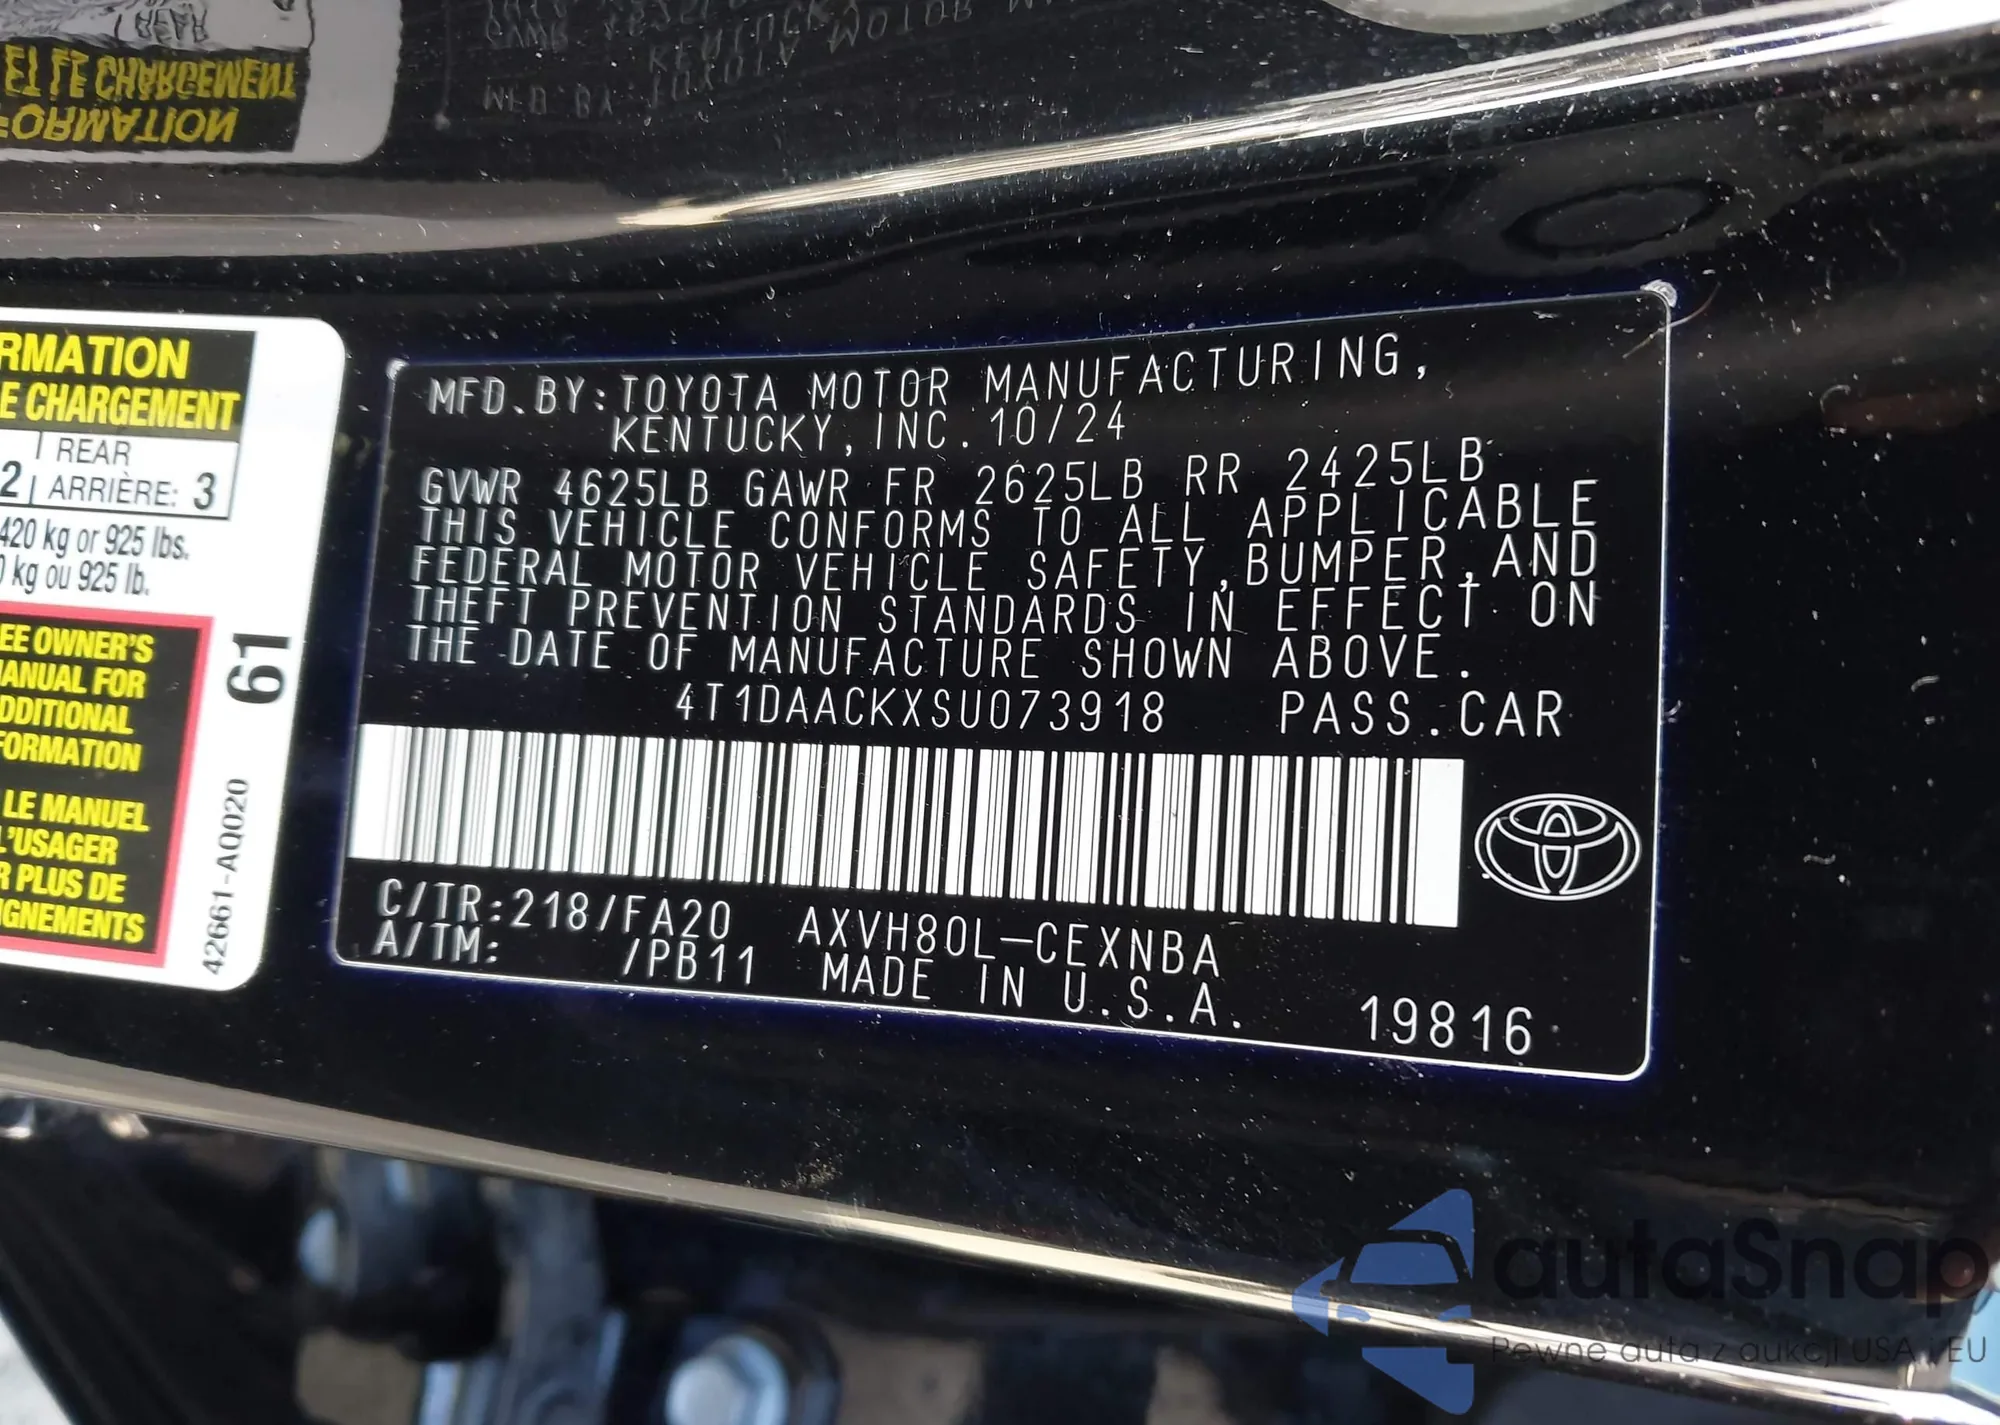 RMATION
E CHARGEMENT
REAR
2 ARRIÈRE: 3
420 kg or 925 lbs.
0 kg ou 925 lb.
EE OWNER'S
ANUAL FOR
DDITIONAL
FORMATION
LE MANUEL
L'USAGER
R PLUS DE
IGNEMENTS
61
42661-AQ020
MFD.BY:TOYOTA MOTOR MANUFACTURING,
KENTUCKY, INC. 10/24
GVWR 4625LB GAWR FR 2625LB RR 2425LB
THIS VEHICLE CONFORMS TO ALL APPLICABLE
FEDERAL MOTOR VEHICLE SAFETY,BUMPER,AND
THEFT PREVENTION STANDARDS IN EFFECT ON
THE DATE OF MANUFACTURE SHOWN ABOVE.
4T1DAACKXSU073918 PASS.CAR
C/TR:218/FA20 AXVH80L-CEXNBA
A/TM: /PB11 MADE IN U.S.A. 19816
autaSnap
Pewne auta z aukcji USA i EU
ET LE CHARGEMENT
FORMATION